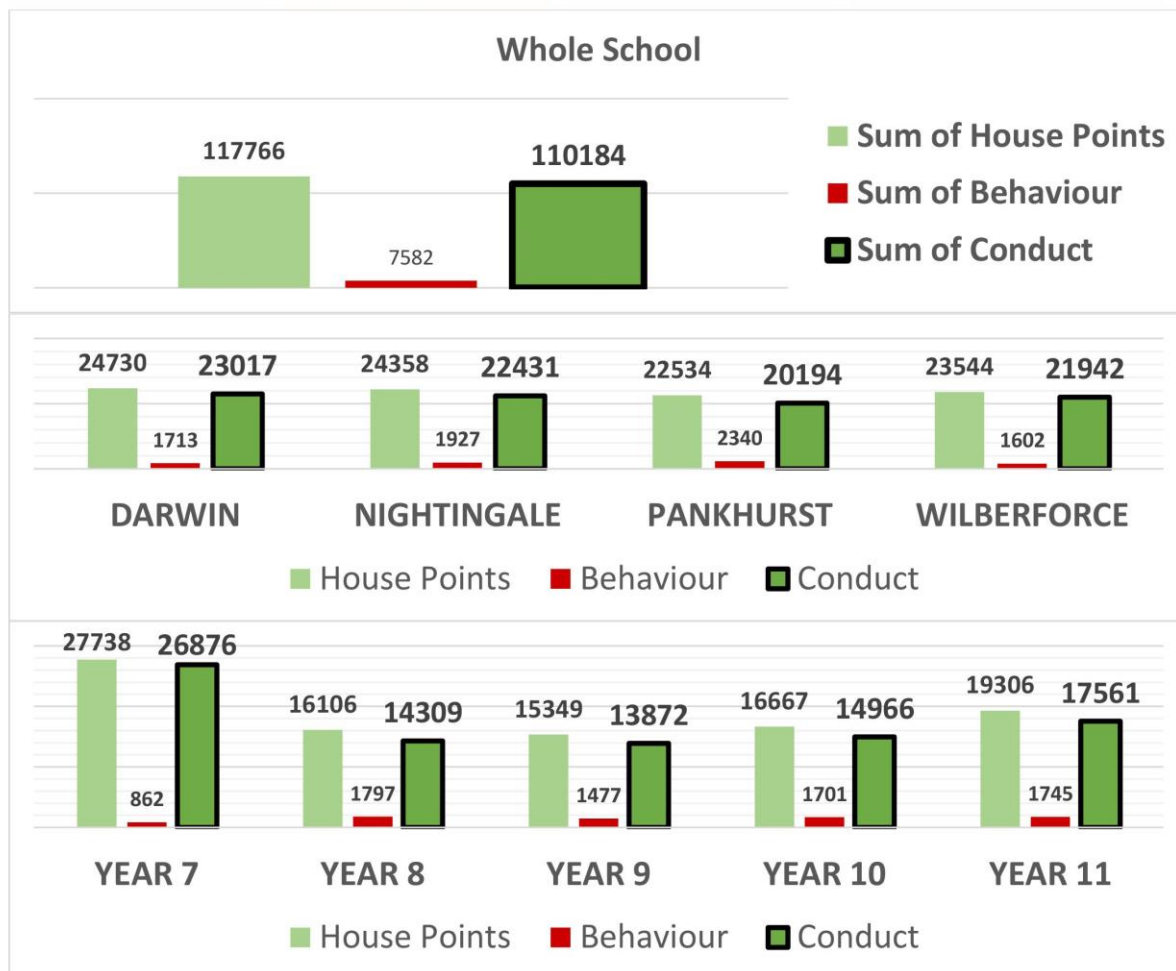 Whole School
117766
7582
110184
Sum of House Points
Sum of Behaviour
Sum of Conduct
24730 1713 23017 24358 1927 22431 22534 2340 20194 23544 1602 21942
DARWIN NIGHTINGALE PANKHURST WILBERFORCE
House Points Behaviour Conduct
27738 862 26876 16106 1797 14309 15349 1477 13872 16667 1701 14966 19306 1745 17561
YEAR 7 YEAR 8 YEAR 9 YEAR 10 YEAR 11
House Points Behaviour Conduct